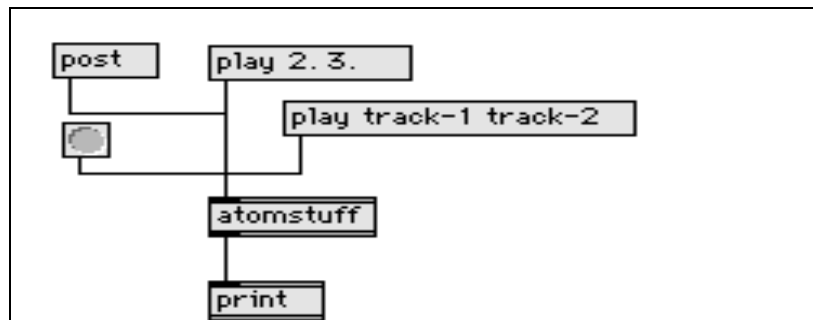 post
play 2. 3.
play track-1 track-2
atomstuff
print